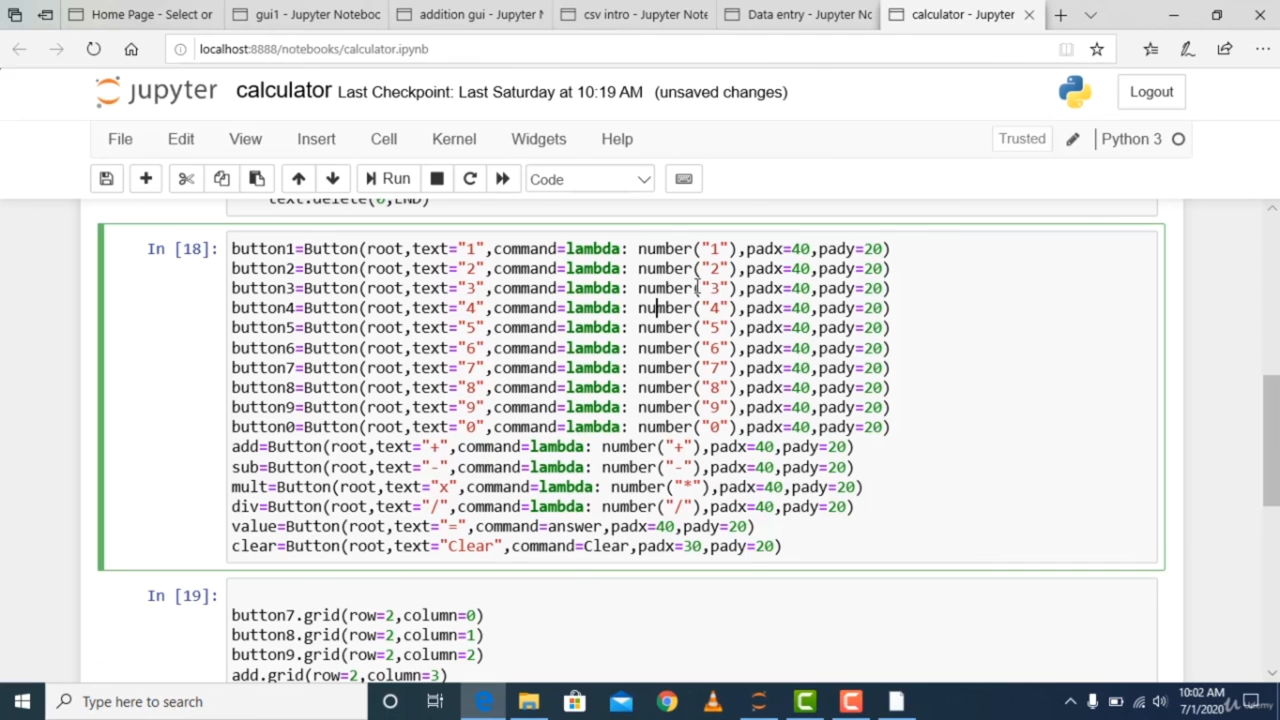 Home Page - Select or
gui1 - Jupyter Noteboc
addition gui - Jupyter N
csv intro - Jupyter Note
Data entry - Jupyter Nc
calculator - Jupyter
localhost:8888/notebooks/calculator.ipynb
jupyter calculator Last Checkpoint: Last Saturday at 10:19 AM (unsaved changes) Logout
File Edit View Insert Cell Kernel Widgets Help Trusted Python 3
Run Code
text.delete(0,END)
In [18]:
button1=Button(root,text="1",command=lambda: number("1"),padx=40,pady=20)
button2=Button(root,text="2",command=lambda: number("2"),padx=40,pady=20)
button3=Button(root,text="3",command=lambda: number("3"),padx=40,pady=20)
button4=Button(root,text="4",command=lambda: number("4"),padx=40,pady=20)
button5=Button(root,text="5",command=lambda: number("5"),padx=40,pady=20)
button6=Button(root,text="6",command=lambda: number("6"),padx=40,pady=20)
button7=Button(root,text="7",command=lambda: number("7"),padx=40,pady=20)
button8=Button(root,text="8",command=lambda: number("8"),padx=40,pady=20)
button9=Button(root,text="9",command=lambda: number("9"),padx=40,pady=20)
button0=Button(root,text="0",command=lambda: number("0"),padx=40,pady=20)
add=Button(root,text="+",command=lambda: number("+"),padx=40,pady=20)
sub=Button(root,text="-",command=lambda: number("-"),padx=40,pady=20)
mult=Button(root,text="x",command=lambda: number("*"),padx=40,pady=20)
div=Button(root,text="/",command=lambda: number("/"),padx=40,pady=20)
value=Button(root,text="=",command=answer,padx=40,pady=20)
clear=Button(root,text="Clear",command=Clear,padx=30,pady=20)
In [19]:
button7.grid(row=2,column=0)
button8.grid(row=2,column=1)
button9.grid(row=2,column=2)
add.grid(row=2,column=3)
Type here to search
10:02 AM
7/1/2020
Udemy